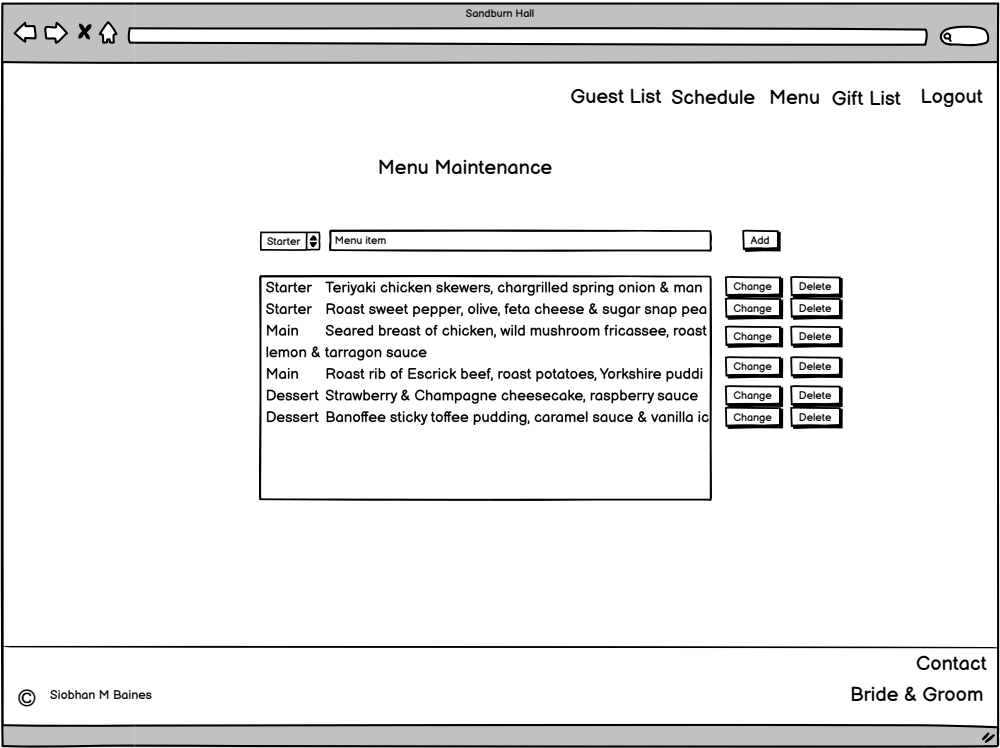 Sandburn Hall
Guest List Schedule Menu Gift List Logout
Menu Maintenance
Starter Menu item Add
Starter Teriyaki chicken skewers, chargrilled spring onion & man Change Delete
Starter Roast sweet pepper, olive, feta cheese & sugar snap pea Change Delete
Main Seared breast of chicken, wild mushroom fricassee, roast Change Delete
lemon & tarragon sauce
Main Roast rib of Escrick beef, roast potatoes, Yorkshire puddi Change Delete
Dessert Strawberry & Champagne cheesecake, raspberry sauce Change Delete
Dessert Banoffee sticky toffee pudding, caramel sauce & vanilla ic Change Delete
Contact
© Siobhan M Baines Bride & Groom